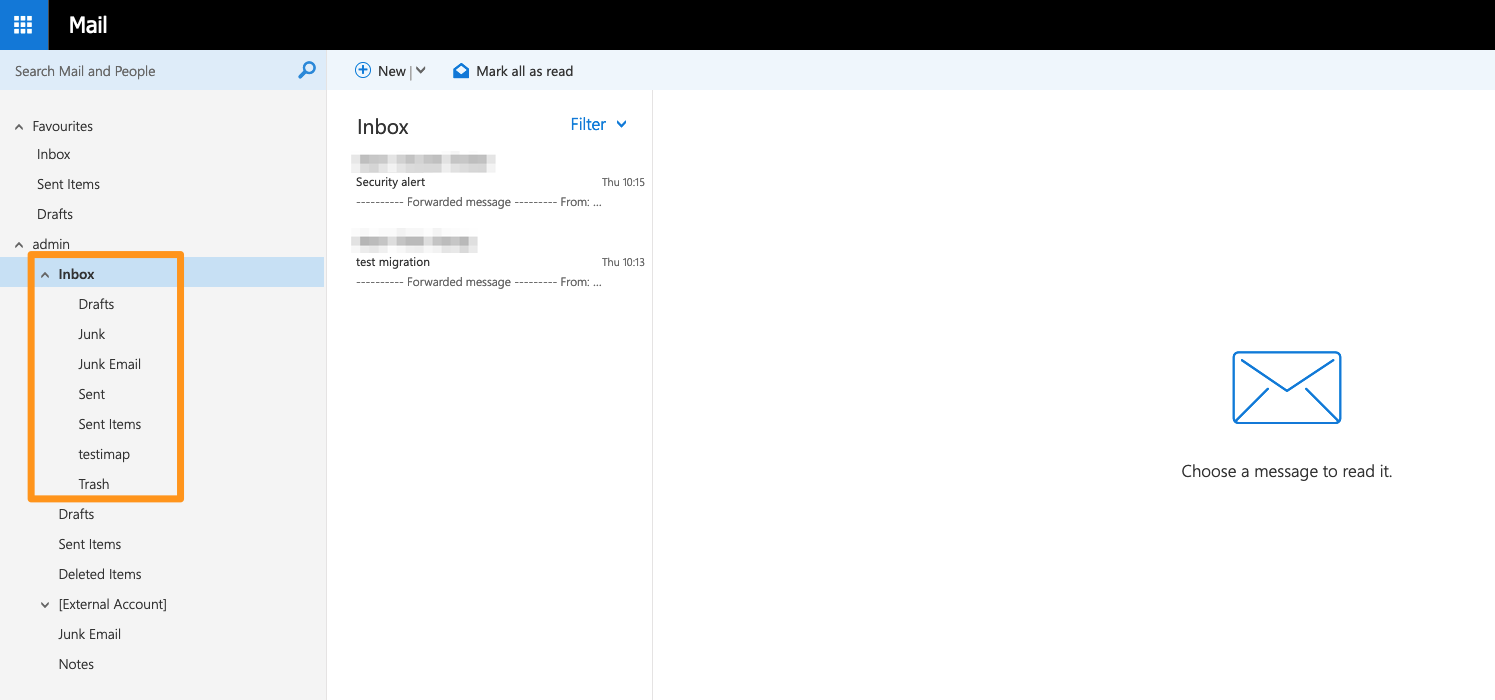 Mail
Search Mail and People
New
Mark all as read
Favourites
Inbox
Sent Items
Drafts
admin
Inbox
Drafts
Junk
Junk Email
Sent
Sent Items
testimap
Trash
Drafts
Sent Items
Deleted Items
[External Account]
Junk Email
Notes
Inbox
Filter
Security alert Thu 10:15
---------- Forwarded message --------- From: ...
test migration Thu 10:13
---------- Forwarded message --------- From: ...
Choose a message to read it.